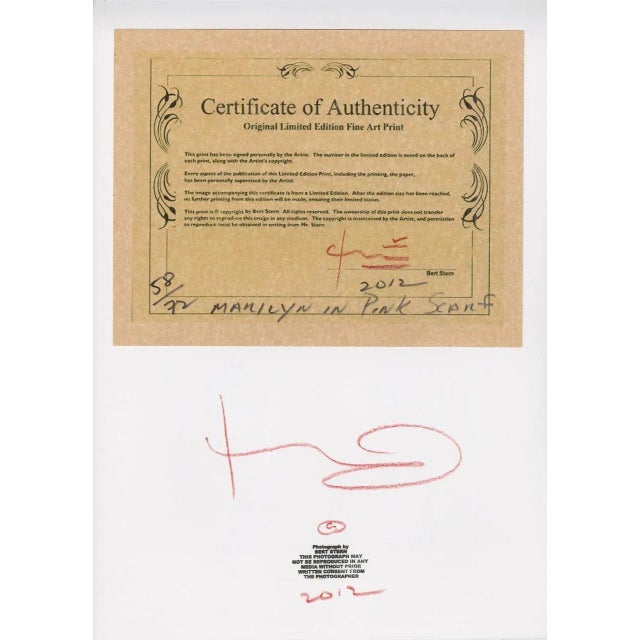 Certificate of Authenticity
Original Limited Edition Fine Art Print
This print has been signed personally by the Artist. The number in the limited edition is noted on the back of
each print, along with the Artist's copyright.
Every aspect of the publication of this Limited Edition Print, including the printing, the paper,
has been personally supervised by the Artist.
The image accompanying this certificate is from a Limited Edition. After the edition size has been reached,
no further printing from this edition will be made, ensuring their limited status.
This print is © copyright by Bert Stern. All rights reserved. The ownership of this print does not transfer
any rights to reproduce this image in any medium. The copyright is maintained by the Artist, and permission
to reproduce must be obtained in writing from Mr. Stern.
Bert Stern
2012
58/72 MARILYN IN PINK SCARF
©
Photograph by
BERT STERN
THIS PHOTOGRAPH MAY
NOT BE REPRODUCED IN ANY
MEDIA WITHOUT PRIOR
WRITTEN CONSENT FROM
THE PHOTOGRAPHER
2012